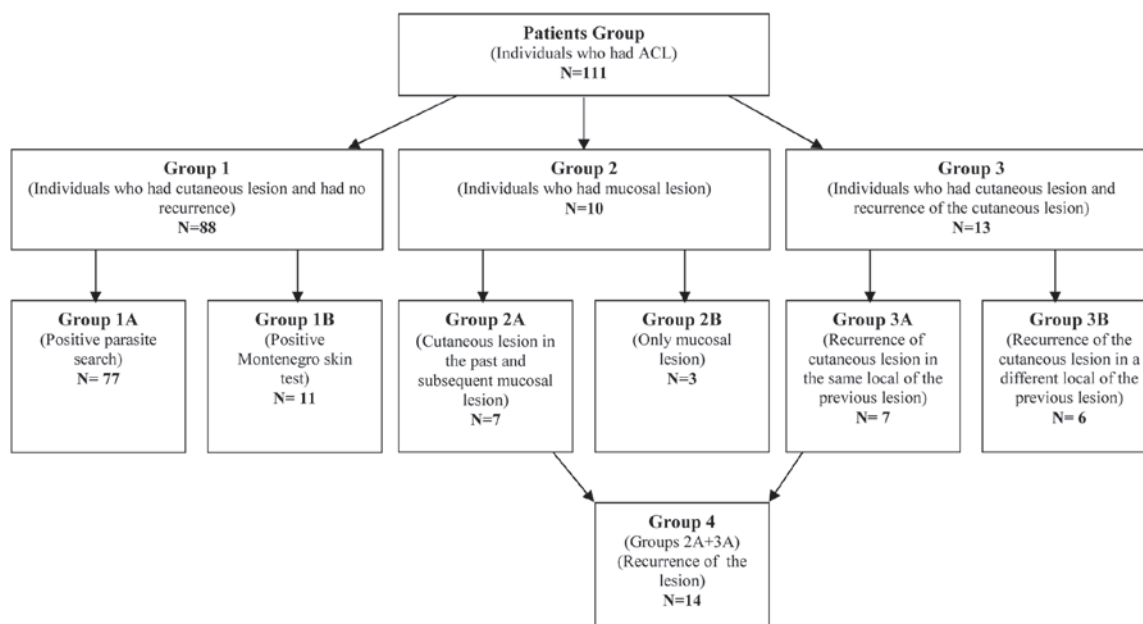 Patients Group
(Individuals who had ACL)
N=111
Group 1
(Individuals who had cutaneous lesion and had no
recurrence)
N=88
Group 2
(Individuals who had mucosal lesion)
N=10
Group 3
(Individuals who had cutaneous lesion and
recurrence of the cutaneous lesion)
N=13
Group 1A
(Positive parasite
search)
N= 77
Group 1B
(Positive
Montenegro skin
test)
N= 11
Group 2A
(Cutaneous lesion in
the past and
subsequent mucosal
lesion)
N=7
Group 2B
(Only mucosal
lesion)
N=3
Group 3A
(Recurrence of
cutaneous lesion in
the same local of the
previous lesion)
N= 7
Group 3B
(Recurrence of the
cutaneous lesion in a
different local of the
previous lesion)
N= 6
Group 4
(Groups 2A+3A)
(Recurrence of the
lesion)
N=14